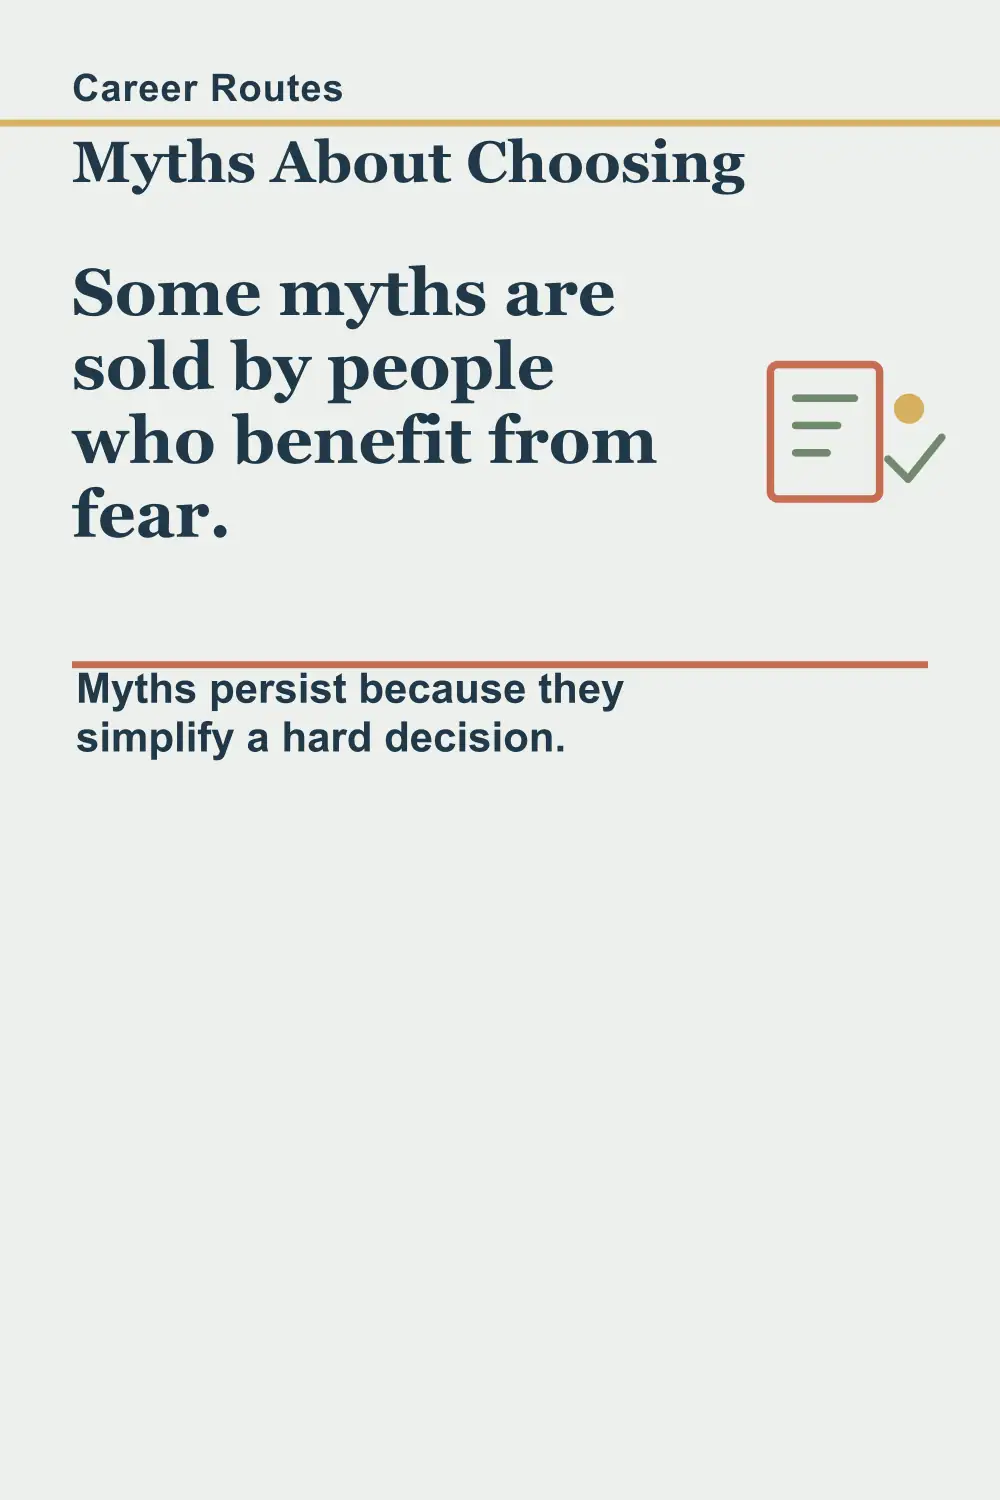 Career Routes
Myths About Choosing
Some myths are
sold by people
who benefit from
fear.
Myths persist because they
simplify a hard decision.